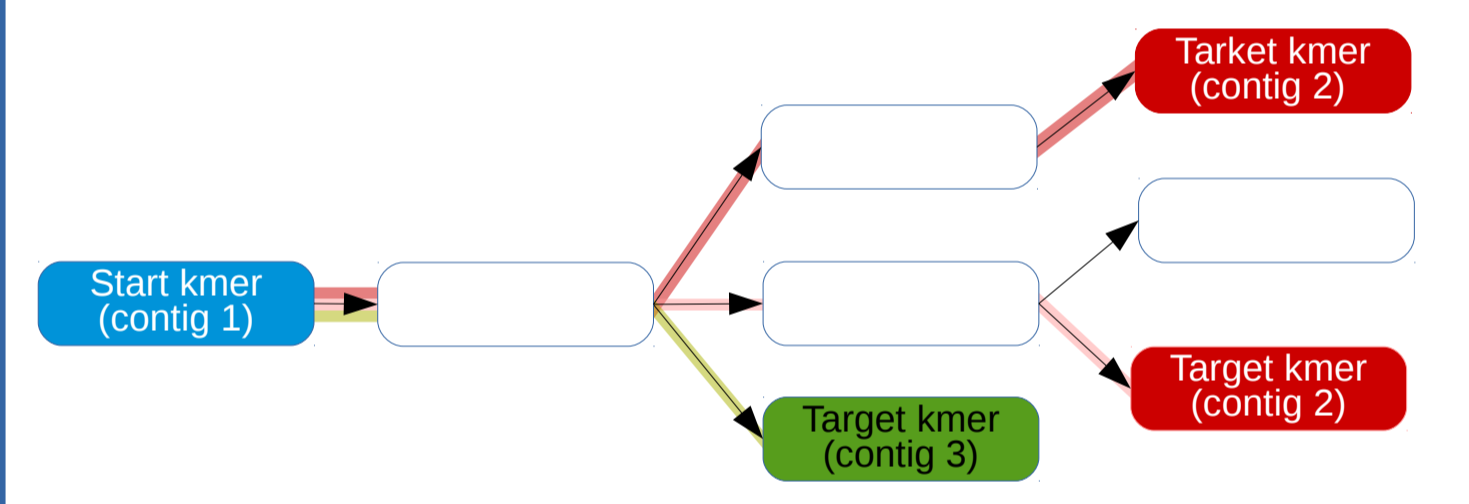 Tarket kmer
(contig 2)
Start kmer
(contig 1)
Target kmer
(contig 2)
Target kmer
(contig 3)